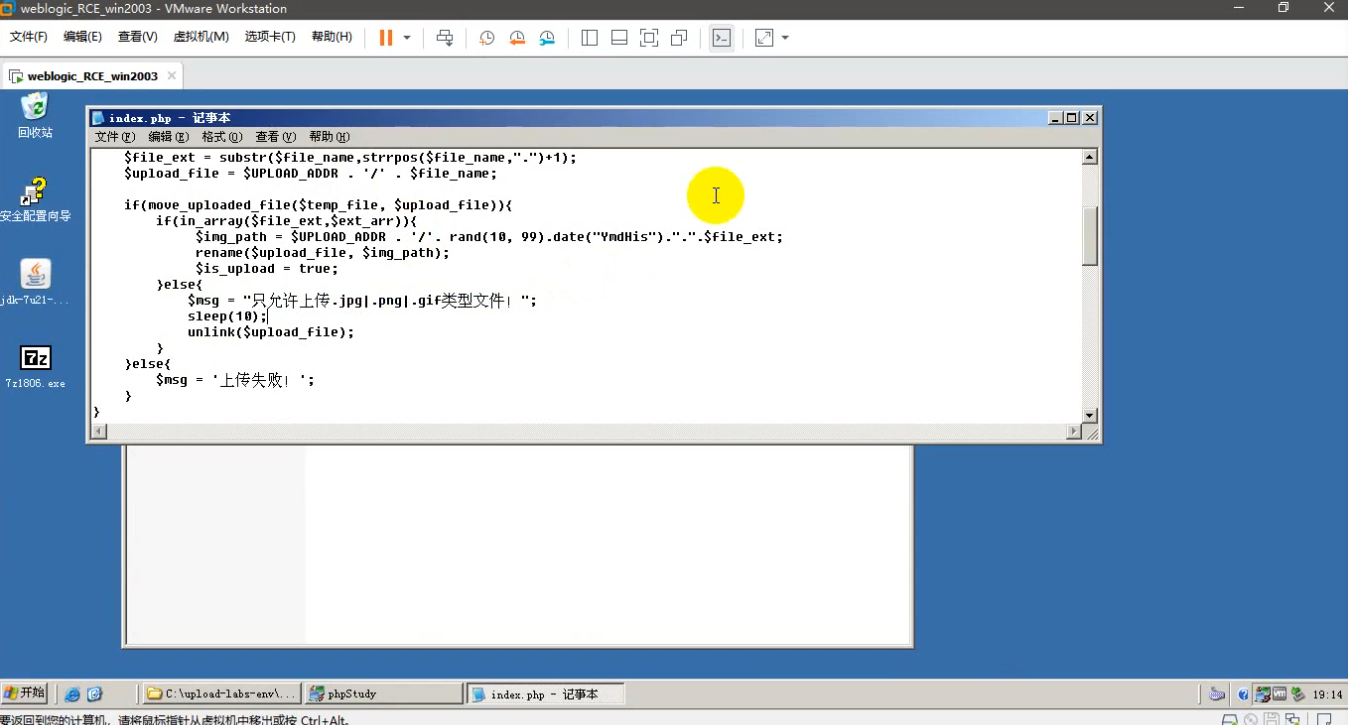 weblogic_RCE_win2003 - VMware Workstation
文件(F) 编辑(E) 查看(V) 虚拟机(M) 选项卡(T) 帮助(H)
weblogic_RCE_win2003
回收站
安全配置向导
jdk-7u21-...
7z1806.exe
index.php - 记事本
文件(F) 编辑(E) 格式(O) 查看(V) 帮助(H)
$file_ext = substr($file_name,strrpos($file_name,".")+1);
$upload_file = $UPLOAD_ADDR . '/' . $file_name;
if(move_uploaded_file($temp_file, $upload_file)){
if(in_array($file_ext,$ext_arr)){
$img_path = $UPLOAD_ADDR . '/'. rand(10, 99).date("YmdHis").".".$file_ext;
rename($upload_file, $img_path);
$is_upload = true;
}else{
$msg = "只允许上传.jpg|.png|.gif类型文件！";
sleep(10);
unlink($upload_file);
}
}else{
$msg = '上传失败！';
}
}
开始
C:\upload-labs-env\...
phpStudy
index.php - 记事本
19:14
要返回到您的计算机，请将鼠标指针从虚拟机中移出或按 Ctrl+Alt。